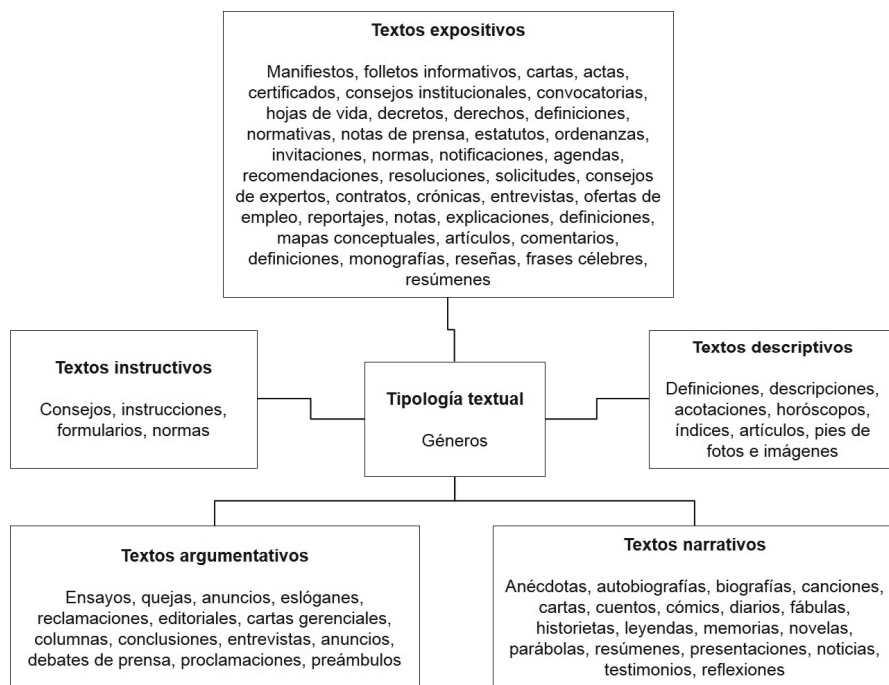 Textos expositivos
Manifiestos, folletos informativos, cartas, actas,
certificados, consejos institucionales, convocatorias,
hojas de vida, decretos, derechos, definiciones,
normativas, notas de prensa, estatutos, ordenanzas,
invitaciones, normas, notificaciones, agendas,
recomendaciones, resoluciones, solicitudes, consejos
de expertos, contratos, crónicas, entrevistas, ofertas de
empleo, reportajes, notas, explicaciones, definiciones,
mapas conceptuales, artículos, comentarios,
definiciones, monografías, reseñas, frases célebres,
resúmenes
Textos instructivos
Consejos, instrucciones,
formularios, normas
Tipología textual
Géneros
Textos descriptivos
Definiciones, descripciones,
acotaciones, horóscopos,
índices, artículos, pies de
fotos e imágenes
Textos argumentativos
Ensayos, quejas, anuncios, eslóganes,
reclamaciones, editoriales, cartas gerenciales,
columnas, conclusiones, entrevistas, anuncios,
debates de prensa, proclamaciones, preámbulos
Textos narrativos
Anécdotas, autobiografías, biografías, canciones,
cartas, cuentos, cómics, diarios, fábulas,
historietas, leyendas, memorias, novelas,
parábolas, resúmenes, presentaciones, noticias,
testimonios, reflexiones